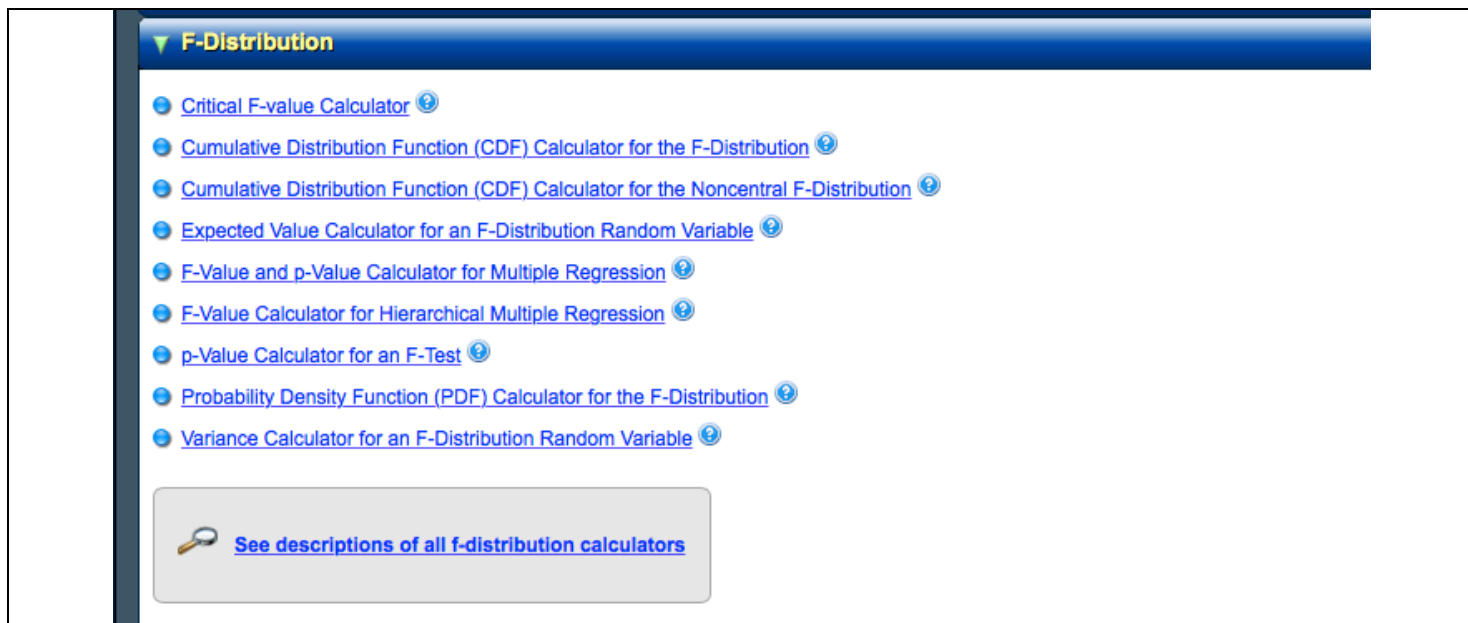 F-Distribution
Critical F-value Calculator
Cumulative Distribution Function (CDF) Calculator for the F-Distribution
Cumulative Distribution Function (CDF) Calculator for the Noncentral F-Distribution
Expected Value Calculator for an F-Distribution Random Variable
F-Value and p-Value Calculator for Multiple Regression
F-Value Calculator for Hierarchical Multiple Regression
p-Value Calculator for an F-Test
Probability Density Function (PDF) Calculator for the F-Distribution
Variance Calculator for an F-Distribution Random Variable
See descriptions of all f-distribution calculators